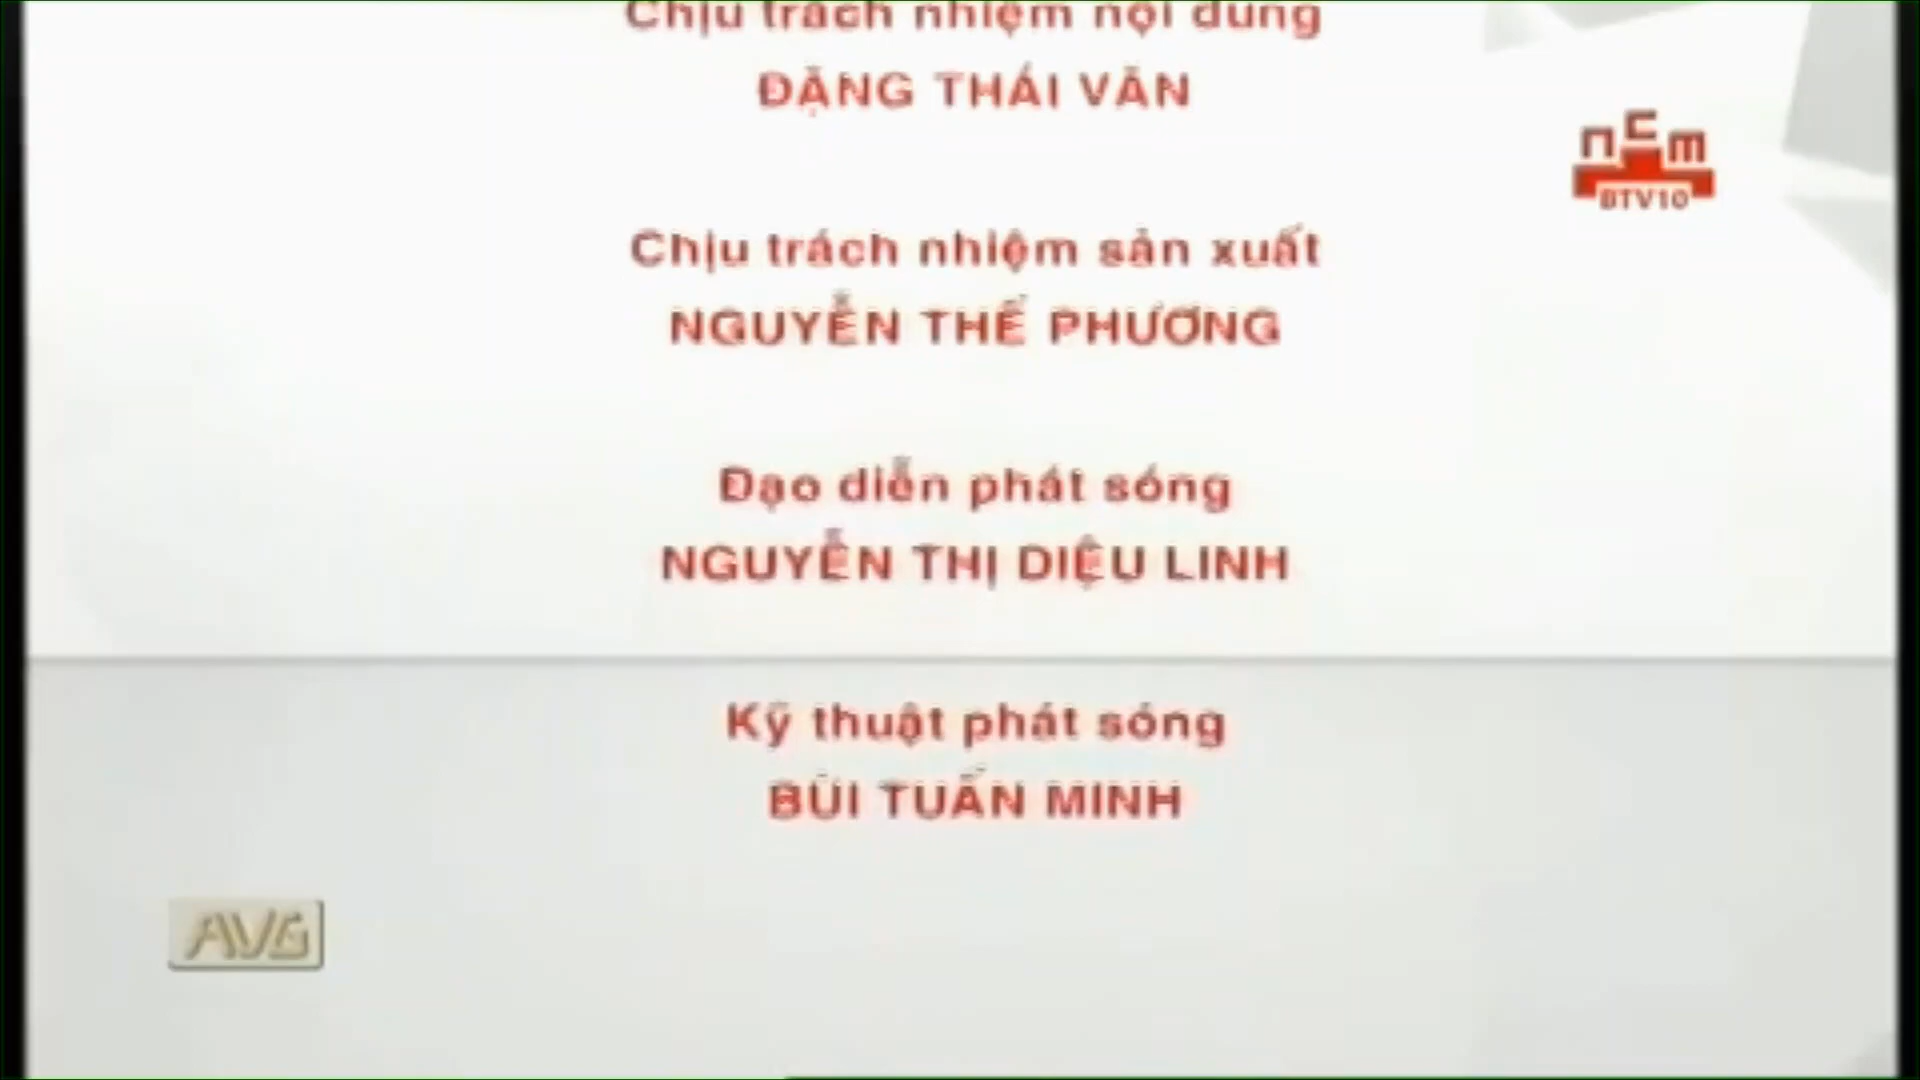 Chịu trách nhiệm nội dung
ĐẶNG THÁI VÂN
ncm
BTV10
Chịu trách nhiệm sản xuất
NGUYỄN THẾ PHƯƠNG
Đạo diễn phát sóng
NGUYỄN THỊ DIỆU LINH
Kỹ thuật phát sóng
BÙI TUẤN MINH
AVG